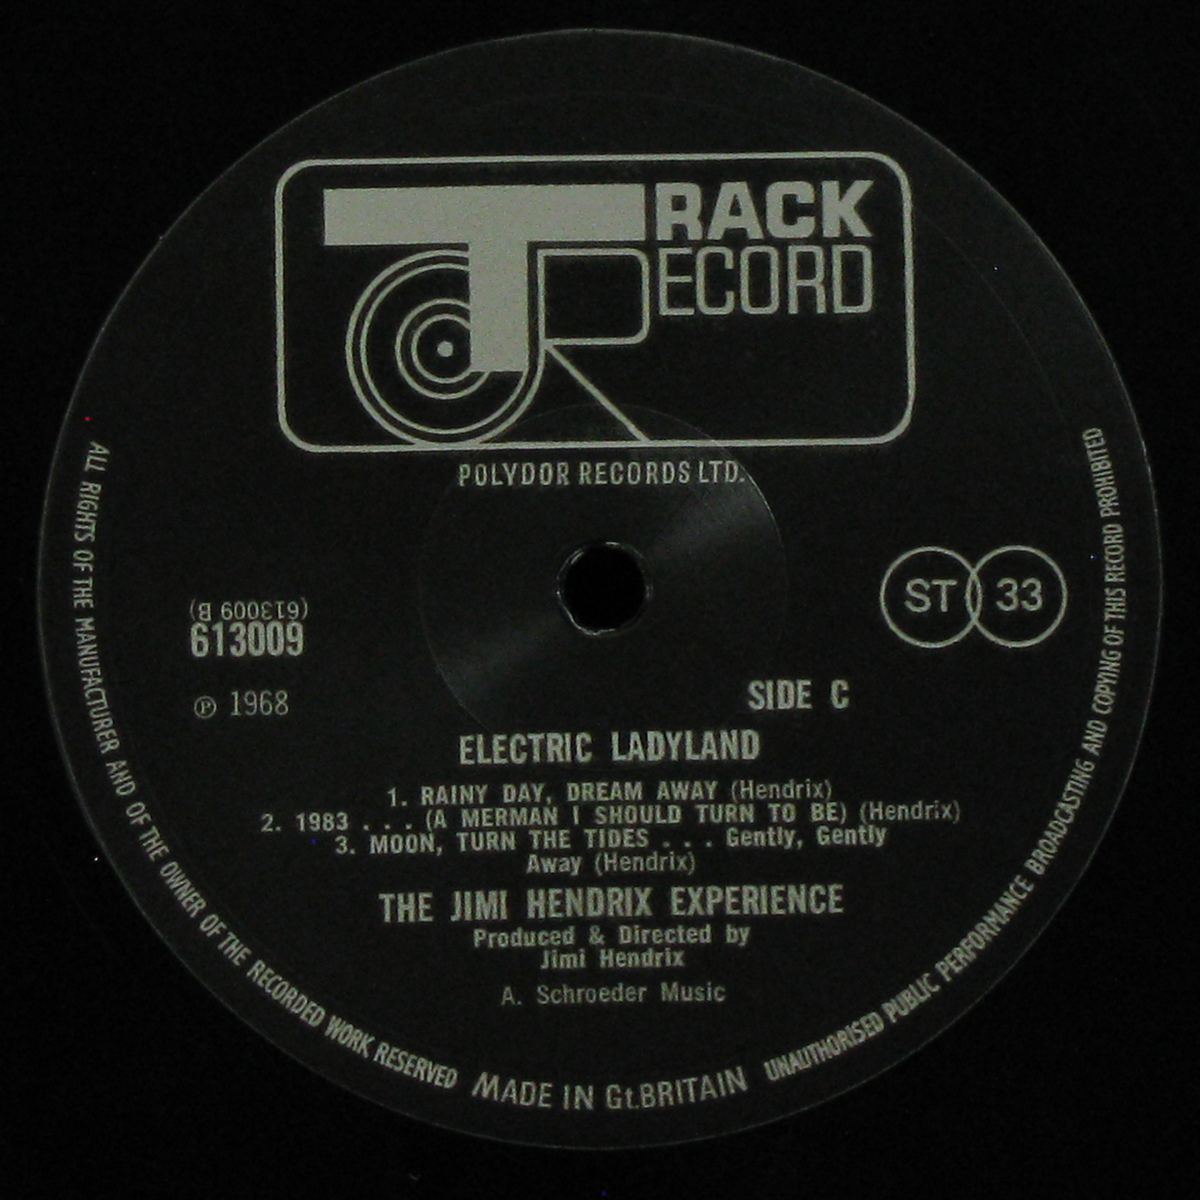 TRACK
RECORD
POLYDOR RECORDS LTD.
ST 33
(613009 B)
613009
℗ 1968
SIDE C
ELECTRIC LADYLAND
1. RAINY DAY, DREAM AWAY (Hendrix)
2. 1983 . . . (A MERMAN I SHOULD TURN TO BE) (Hendrix)
3. MOON, TURN THE TIDES . . . Gently, Gently
Away (Hendrix)
THE JIMI HENDRIX EXPERIENCE
Produced & Directed by
Jimi Hendrix
A. Schroeder Music
ALL RIGHTS OF THE MANUFACTURER AND OF THE OWNER OF THE RECORDED WORK RESERVED
MADE IN Gt.BRITAIN
UNAUTHORISED PUBLIC PERFORMANCE BROADCASTING AND COPYING OF THIS RECORD PROHIBITED